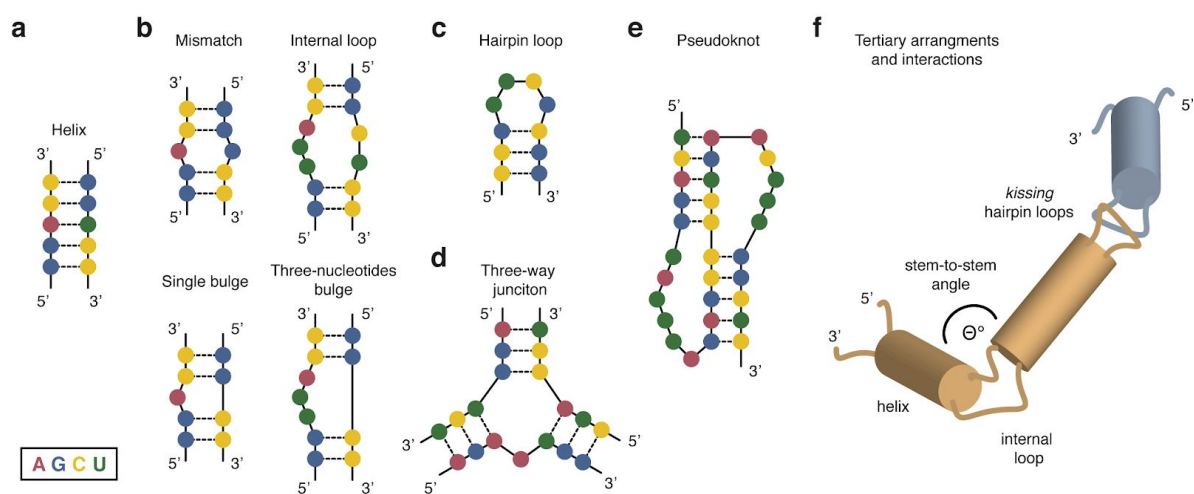 a
Helix
3’ 5’
5’ 3’
A G C U
b
Mismatch
3’ 5’
5’ 3’
Internal loop
3’ 5’
5’ 3’
Single bulge
3’ 5’
5’ 3’
Three-nucleotides
bulge
3’ 5’
5’ 3’
c
Hairpin loop
5’ 3’
d
Three-way
junciton
5’ 3’
3’ 5’
5’ 3’
e
Pseudoknot
5’
3’
f
Tertiary arrangments
and interactions
5’
3’
kissing
hairpin loops
stem-to-stem
angle
Θ°
5’
3’
helix
internal
loop